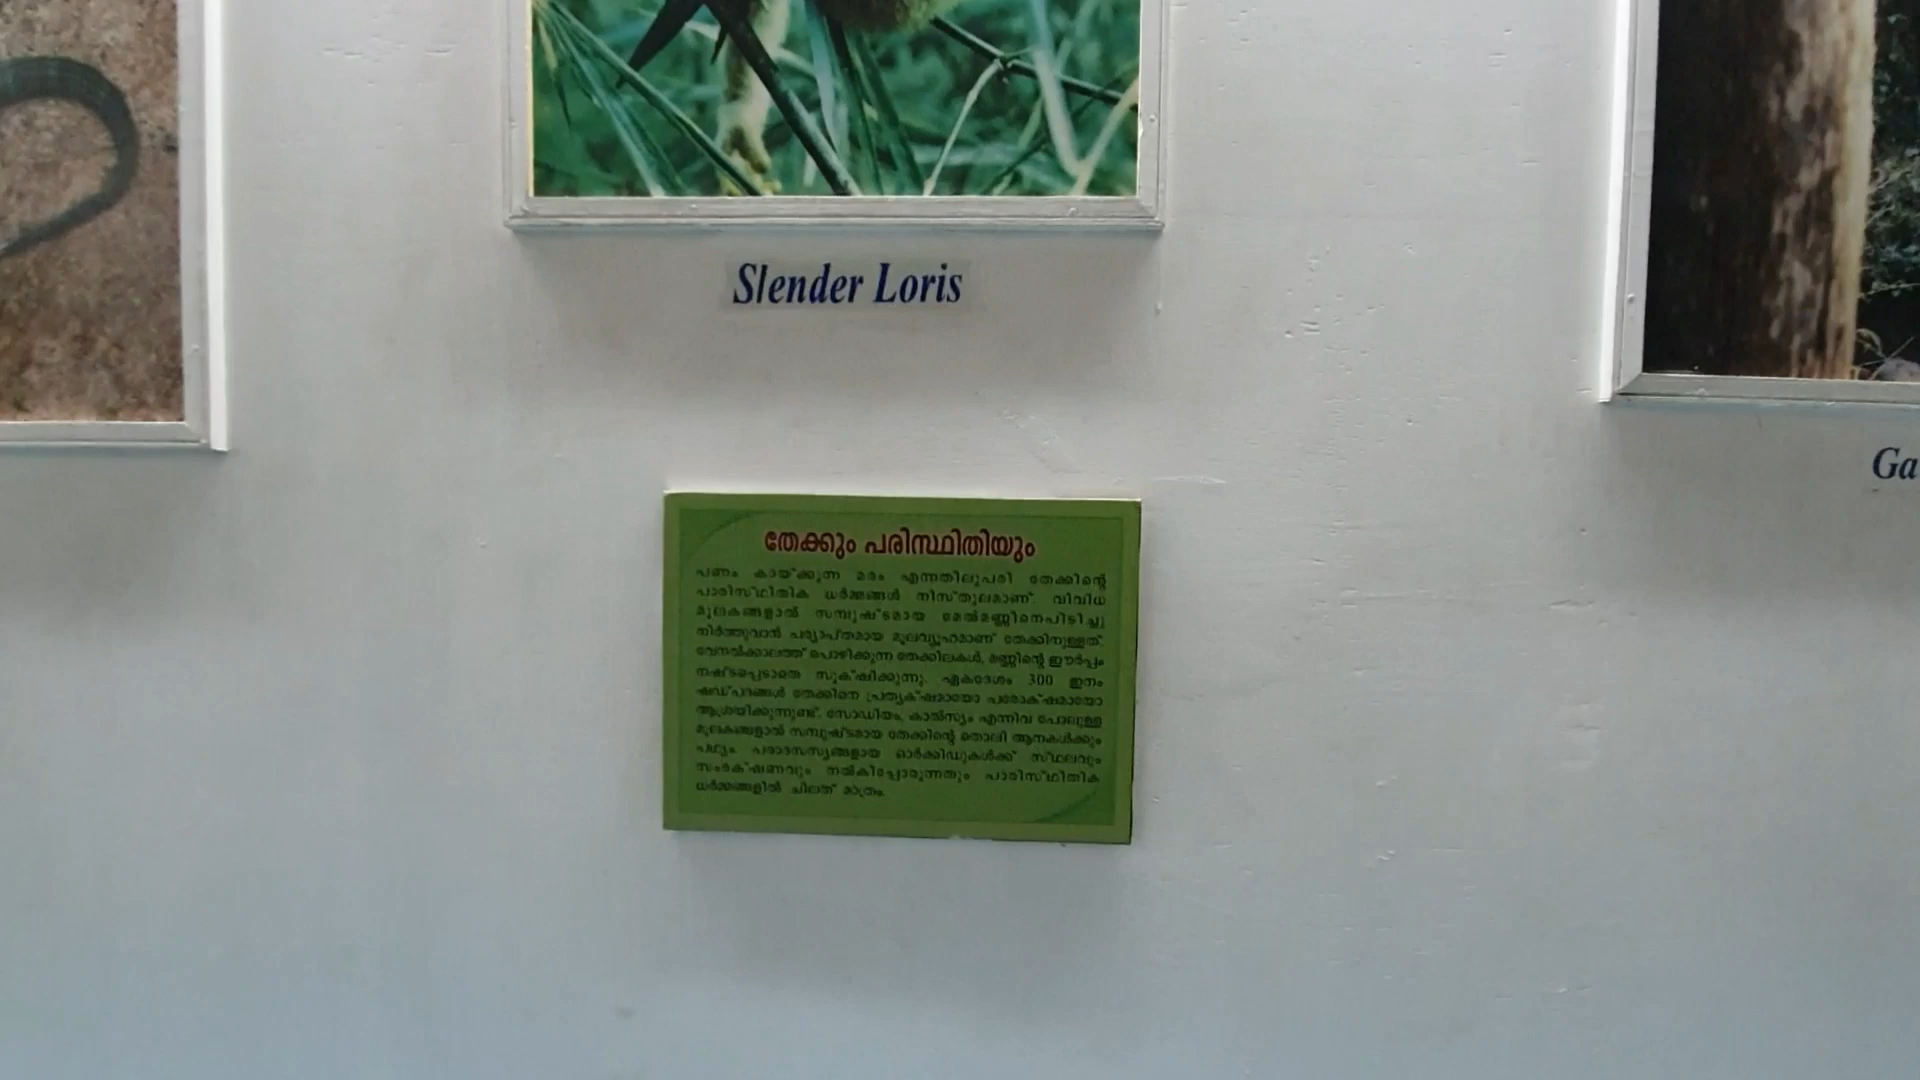 Slender Loris
Ga
തേക്കും പരിസ്ഥിതിയും
പണം കായ്ക്കുന്ന മരം എന്നതിലുപരി തേക്കിന്റെ
പാരിസ്ഥിതിക ധർമ്മങ്ങൾ നിസ്തുലമാണ്. വിവിധ
മൂലകങ്ങളാൽ സമ്പുഷ്ടമായ മേൽമണ്ണിനെപിടിച്ചു
നിർത്തുവാൻ പര്യാപ്തമായ മൂലവ്യൂഹമാണ് തേക്കിനുള്ളത്.
വേനൽക്കാലത്ത് പൊഴിക്കുന്ന തേക്കിലകൾ, മണ്ണിന്റെ ഈർപ്പം
നഷ്ടപ്പെടാതെ സൂക്ഷിക്കുന്നു. ഏകദേശം 300 ഇനം
ഷഡ്പദങ്ങൾ തേക്കിനെ പ്രത്യക്ഷമായോ പരോക്ഷമായോ
ആശ്രയിക്കുന്നുണ്ട്. സോഡിയം, കാൽസ്യം എന്നിവ പോലുള്ള
മൂലകങ്ങളാൽ സമ്പുഷ്ടമായ തേക്കിന്റെ തൊലി ആനകൾക്കും
പഥ്യം. പരാദസസ്യങ്ങളായ ഓർക്കിഡുകൾക്ക് സ്ഥലവും
സംരക്ഷണവും നൽകിപ്പോരുന്നതും പാരിസ്ഥിതിക
ധർമ്മങ്ങളിൽ ചിലത് മാത്രം.